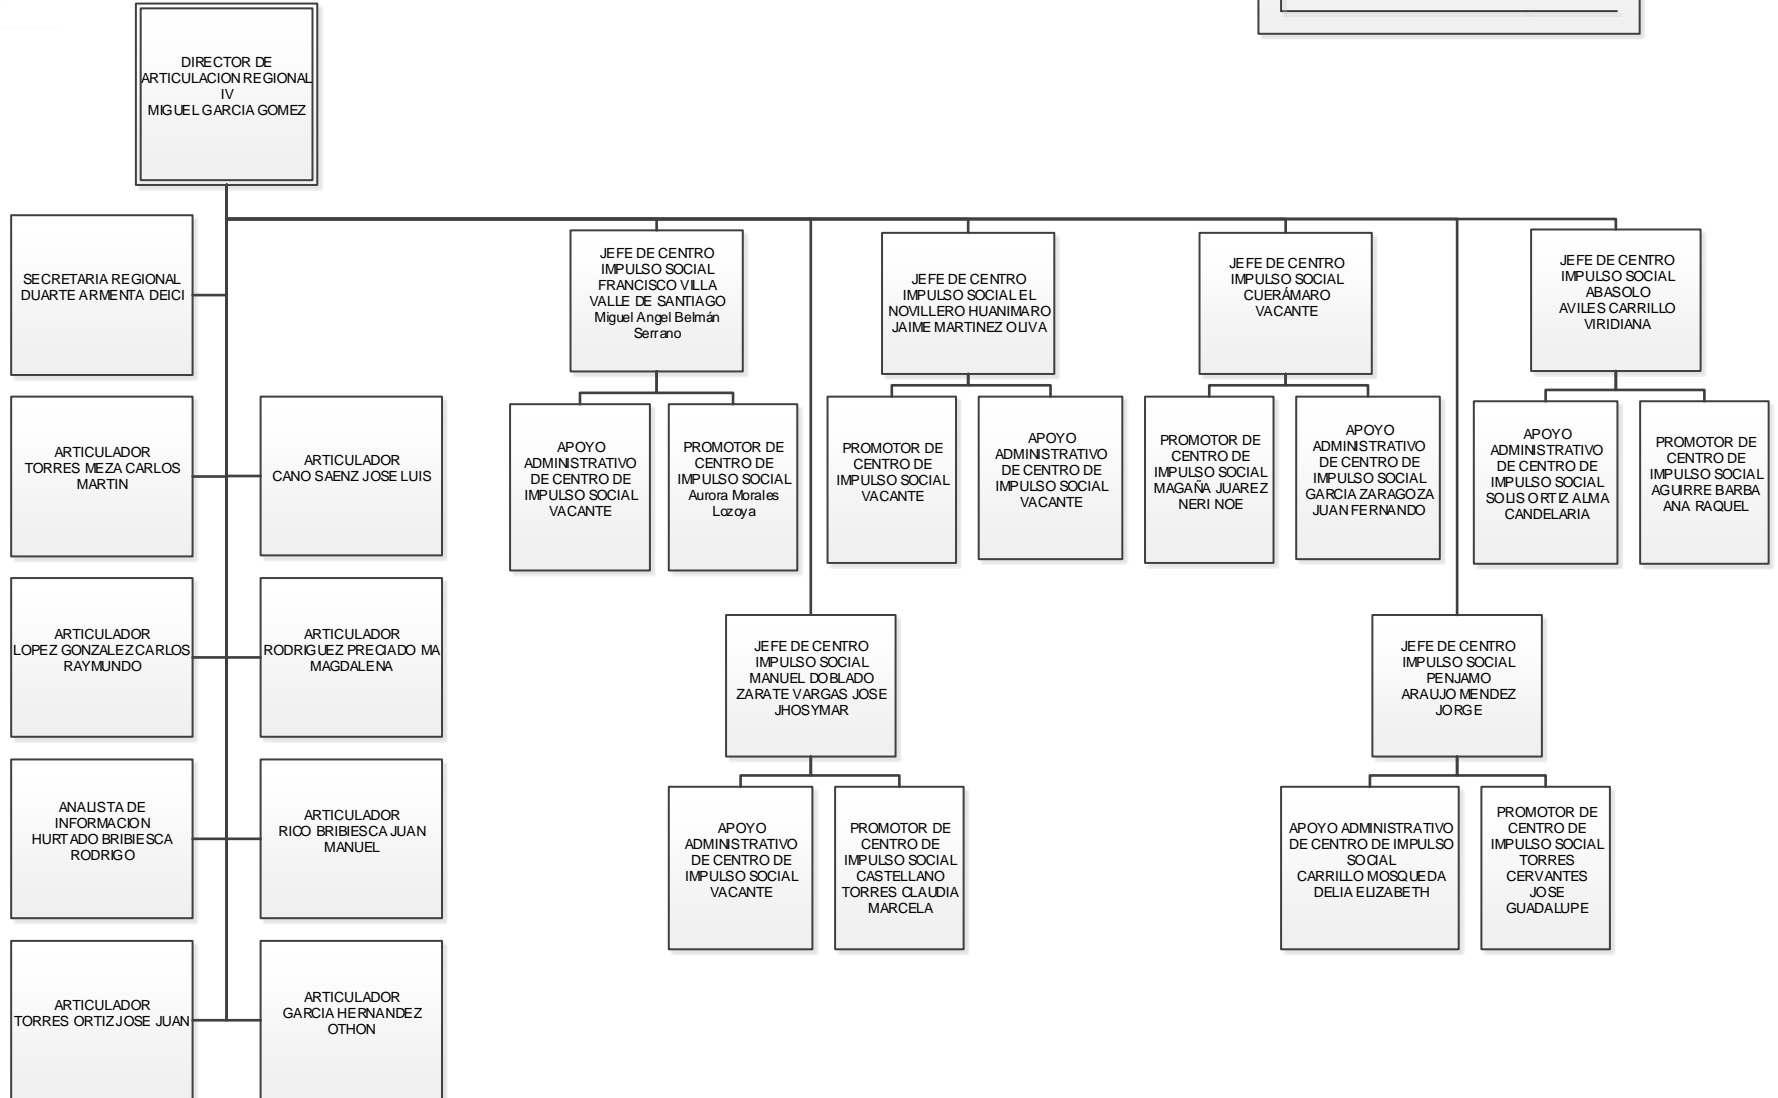 DIRECTOR DE
ARTICULACION REGIONAL
IV
MIGUEL GARCIA GOMEZ
SECRETARIA REGIONAL
DUARTE ARMENTA DEICI
ARTICULADOR
TORRES MEZA CARLOS
MARTIN
ARTICULADOR
CANO SAENZ JOSE LUIS
ARTICULADOR
LOPEZ GONZALEZ CARLOS
RAYMUNDO
ARTICULADOR
RODRIGUEZ PRECIADO MA
MAGDALENA
ANALISTA DE
INFORMACION
HURTADO BRIBIESCA
RODRIGO
ARTICULADOR
RICO BRIBIESCA JUAN
MANUEL
ARTICULADOR
TORRES ORTIZ JOSE JUAN
ARTICULADOR
GARCIA HERNANDEZ
OTHON
JEFE DE CENTRO
IMPULSO SOCIAL
FRANCISCO VILLA
VALLE DE SANTIAGO
Miguel Angel Belmán
Serrano
APOYO
ADMINISTRATIVO
DE CENTRO DE
IMPULSO SOCIAL
VACANTE
PROMOTOR DE
CENTRO DE
IMPULSO SOCIAL
Aurora Morales
Lozoya
JEFE DE CENTRO
IMPULSO SOCIAL EL
NOVILLERO HUANIMARO
JAIME MARTINEZ OLIVA
PROMOTOR DE
CENTRO DE
IMPULSO SOCIAL
VACANTE
APOYO
ADMINISTRATIVO
DE CENTRO DE
IMPULSO SOCIAL
VACANTE
JEFE DE CENTRO
IMPULSO SOCIAL
CUERÁMARO
VACANTE
PROMOTOR DE
CENTRO DE
IMPULSO SOCIAL
MAGAÑA JUAREZ
NERI NOE
APOYO
ADMINISTRATIVO
DE CENTRO DE
IMPULSO SOCIAL
GARCIA ZARAGOZA
JUAN FERNANDO
JEFE DE CENTRO
IMPULSO SOCIAL
ABASOLO
AVILES CARRILLO
VIRIDIANA
APOYO
ADMINISTRATIVO
DE CENTRO DE
IMPULSO SOCIAL
SOLIS ORTIZ ALMA
CANDELARIA
PROMOTOR DE
CENTRO DE
IMPULSO SOCIAL
AGUIRRE BARBA
ANA RAQUEL
JEFE DE CENTRO
IMPULSO SOCIAL
MANUEL DOBLADO
ZARATE VARGAS JOSE
JHOSYMAR
APOYO
ADMINISTRATIVO
DE CENTRO DE
IMPULSO SOCIAL
VACANTE
PROMOTOR DE
CENTRO DE
IMPULSO SOCIAL
CASTELLANO
TORRES CLAUDIA
MARCELA
JEFE DE CENTRO
IMPULSO SOCIAL
PENJAMO
ARAUJO MENDEZ
JORGE
APOYO ADMINISTRATIVO
DE CENTRO DE IMPULSO
SOCIAL
CARRILLO MOSQUEDA
DELIA ELIZABETH
PROMOTOR DE
CENTRO DE
IMPULSO SOCIAL
TORRES
CERVANTES
JOSE
GUADALUPE